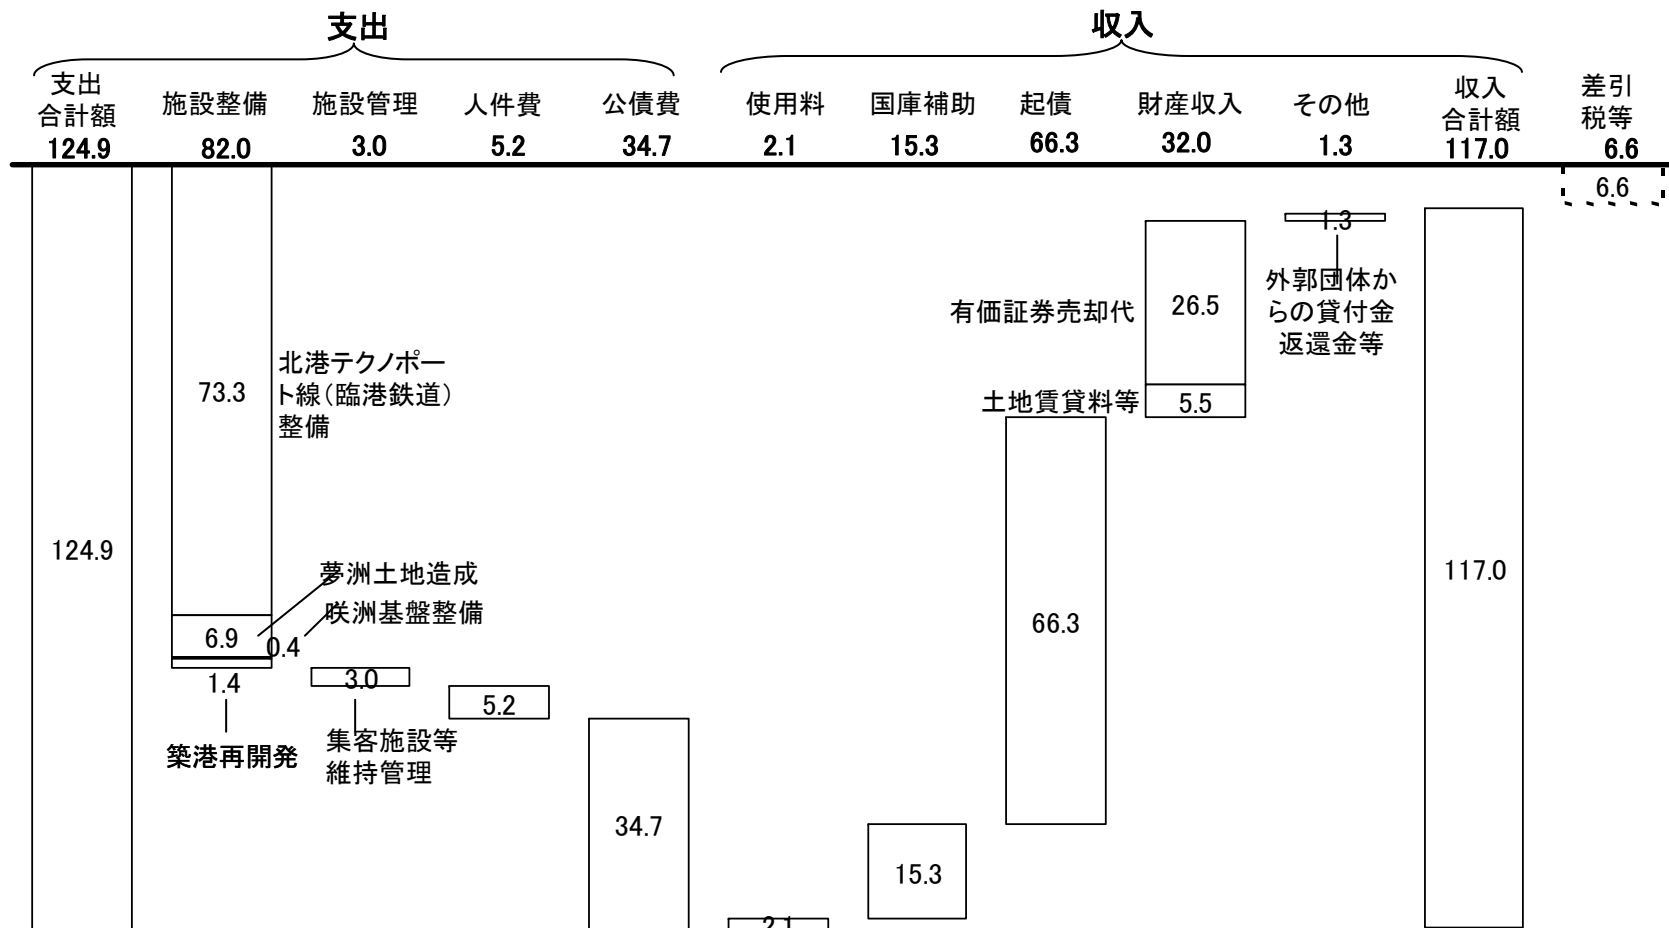 支出
収入
支出
合計額
124.9
施設整備
82.0
施設管理
3.0
人件費
5.2
公債費
34.7
使用料
2.1
国庫補助
15.3
起債
66.3
財産収入
32.0
その他
1.3
収入
合計額
117.0
差引
税等
6.6
6.6
1.3
外郭団体か
らの貸付金
返還金等
有価証券売却代
26.5
土地賃貸料等
5.5
73.3
北港テクノポー
ト線(臨港鉄道)
整備
124.9
夢洲土地造成
咲洲基盤整備
6.9
0.4
1.4
築港再開発
3.0
集客施設等
維持管理
5.2
34.7
2.1
15.3
66.3
117.0